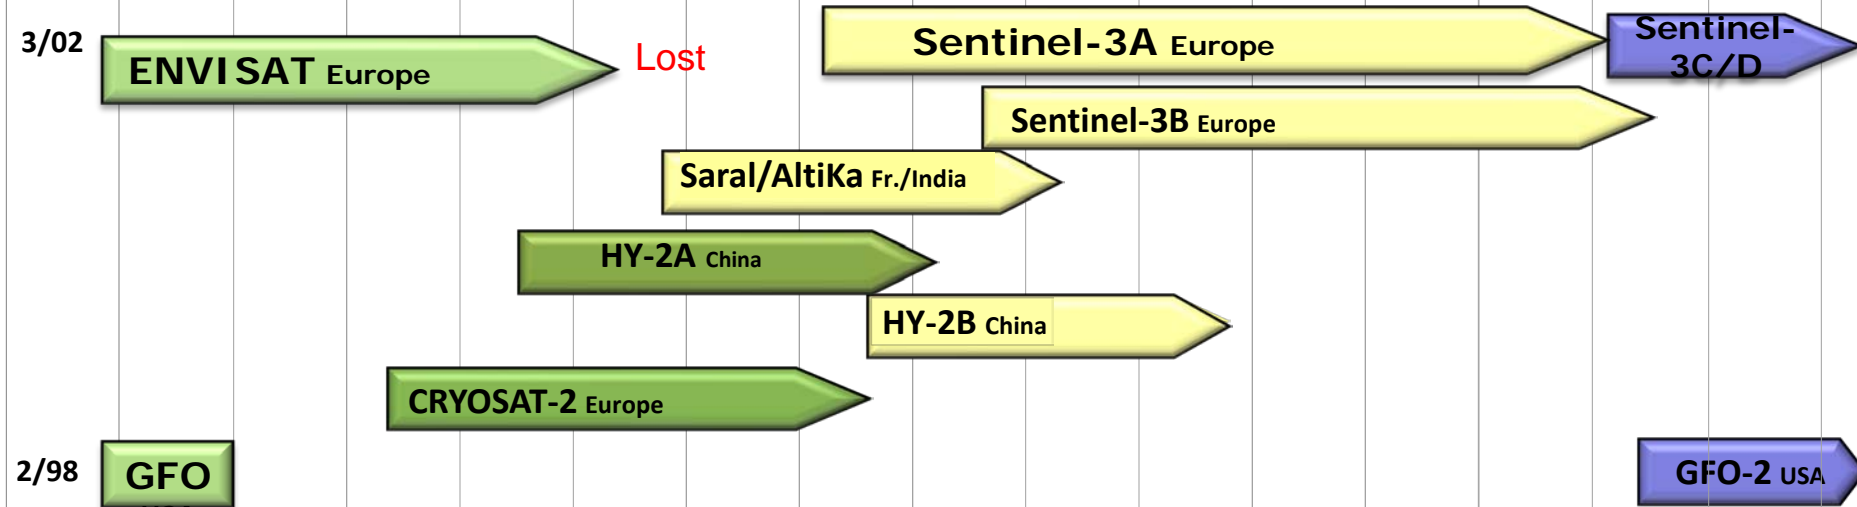 3/02
ENVISAT Europe
Lost
Sentinel-3A Europe
Sentinel-
3C/D
Sentinel-3B Europe
Saral/AltiKa Fr./India
HY-2A China
HY-2B China
CRYOSAT-2 Europe
2/98
GFO
GFO-2 USA